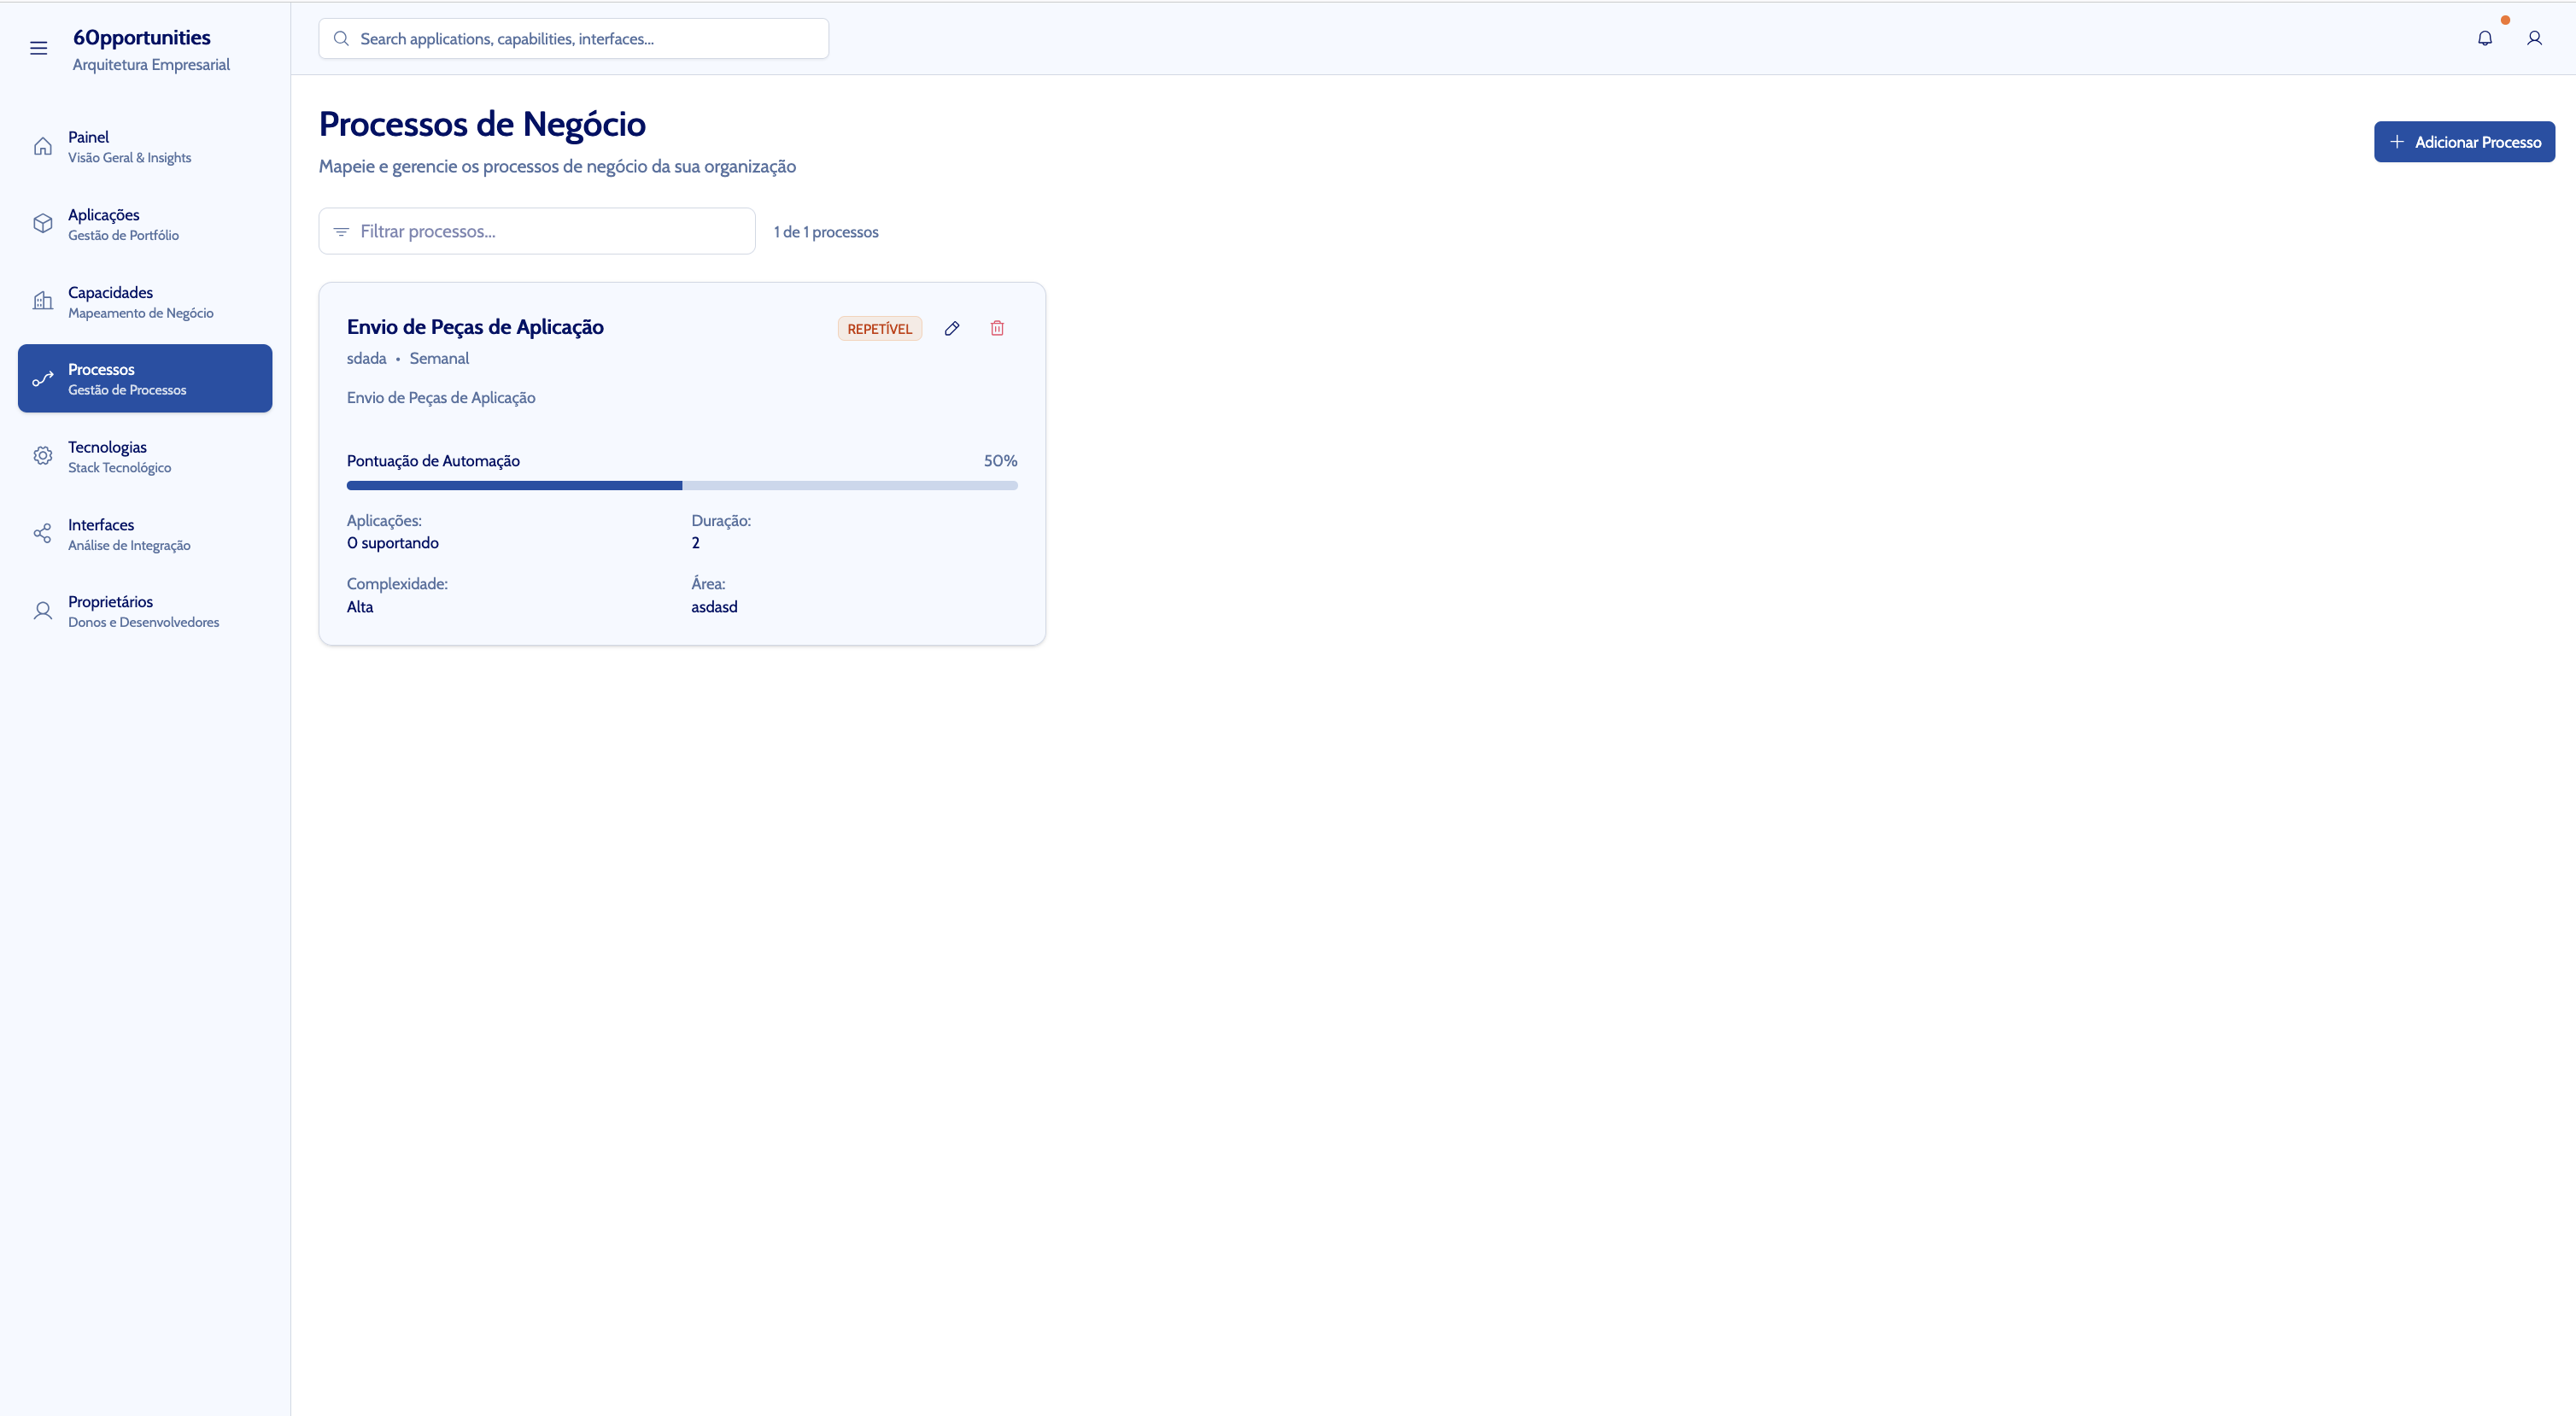 6Opportunities
Arquitetura Empresarial
Search applications, capabilities, interfaces...
Painel
Visão Geral & Insights
Aplicações
Gestão de Portfólio
Capacidades
Mapeamento de Negócio
Processos
Gestão de Processos
Tecnologias
Stack Tecnológico
Interfaces
Análise de Integração
Proprietários
Donos e Desenvolvedores
Processos de Negócio
Mapeie e gerencie os processos de negócio da sua organização
Adicionar Processo
Filtrar processos...
1 de 1 processos
Envio de Peças de Aplicação
REPETÍVEL
sdada • Semanal
Envio de Peças de Aplicação
Pontuação de Automação
50%
Aplicações:
0 suportando
Duração:
2
Complexidade:
Alta
Área:
asdasd